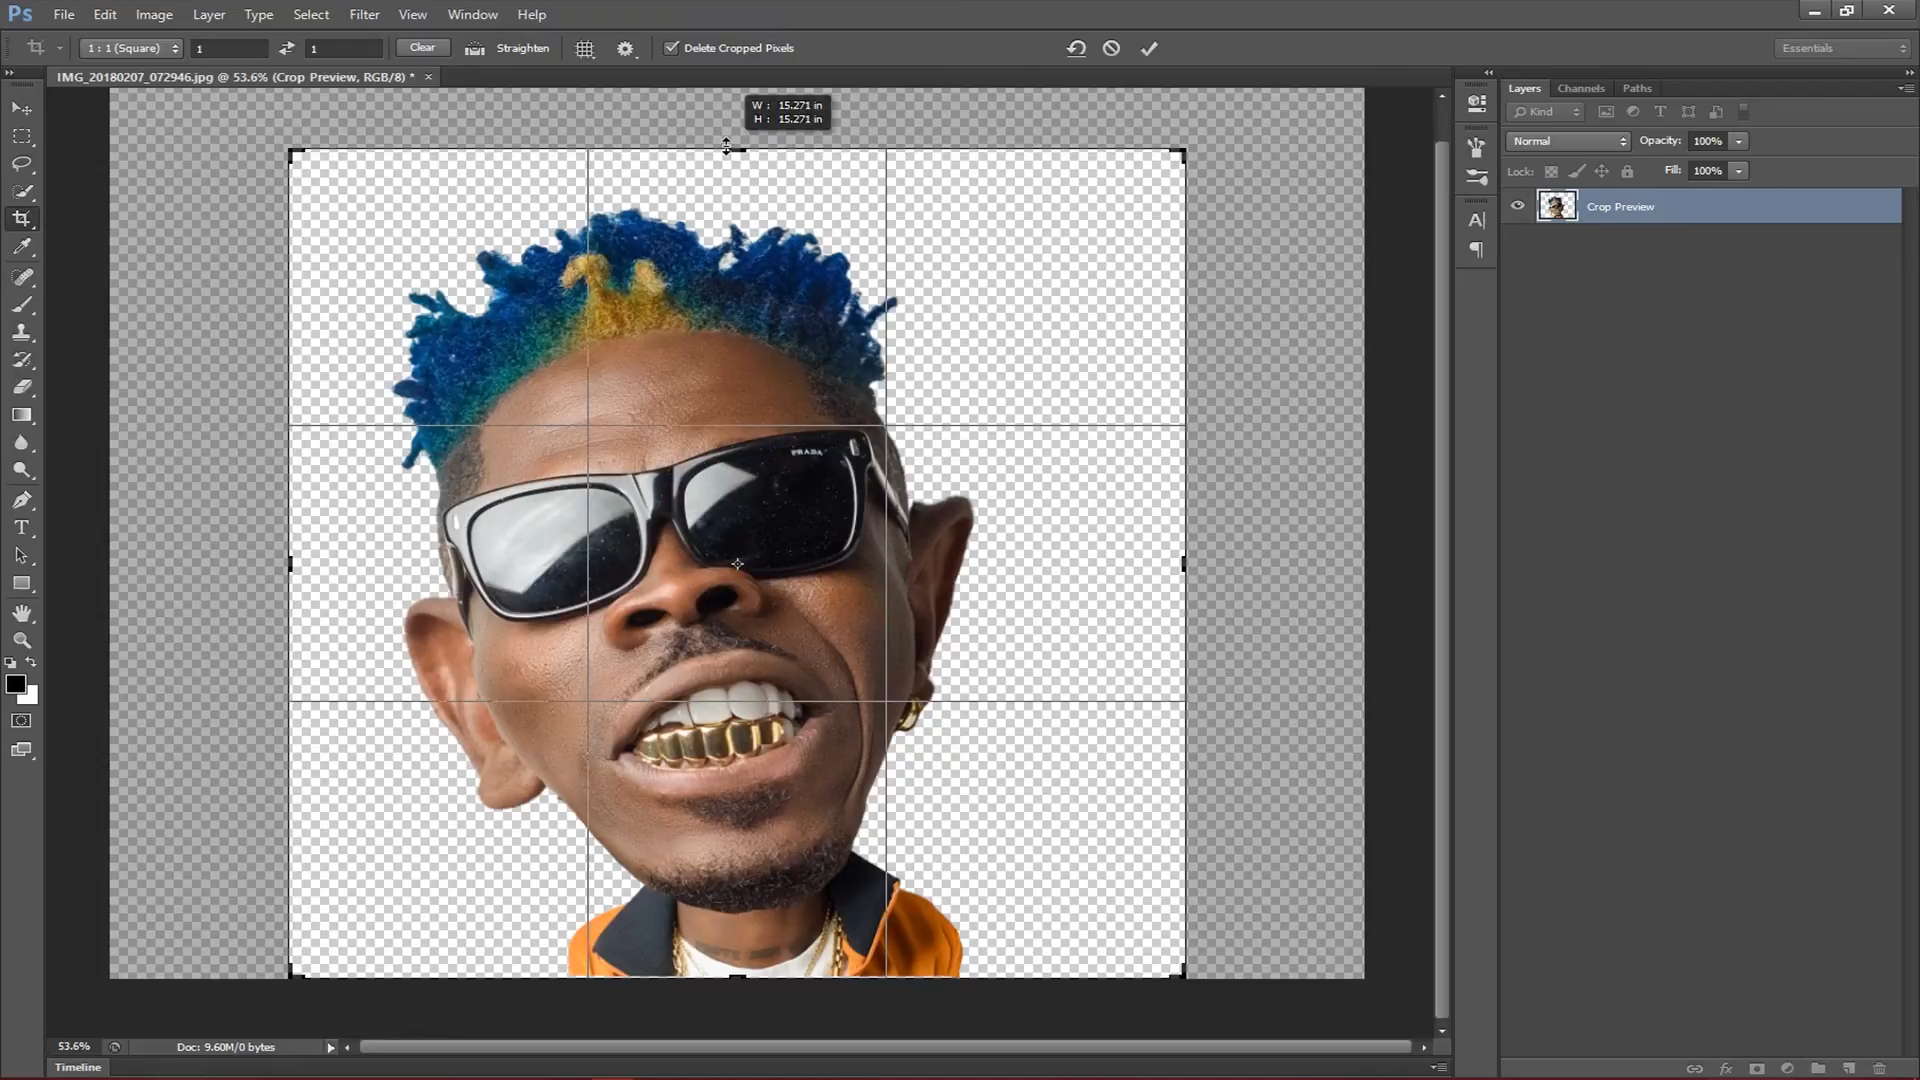 Ps File Edit Image Layer Type Select Filter View Window Help
1 : 1 (Square) 1 1 Clear Straighten Delete Cropped Pixels Essentials
IMG_20180207_072946.jpg @ 53.6% (Crop Preview, RGB/8) *
W : 15.271 in
H : 15.271 in
PRADA
Layers Channels Paths
Kind
Normal Opacity: 100%
Lock: Fill: 100%
Crop Preview
53.6% Doc: 9.60M/0 bytes
Timeline